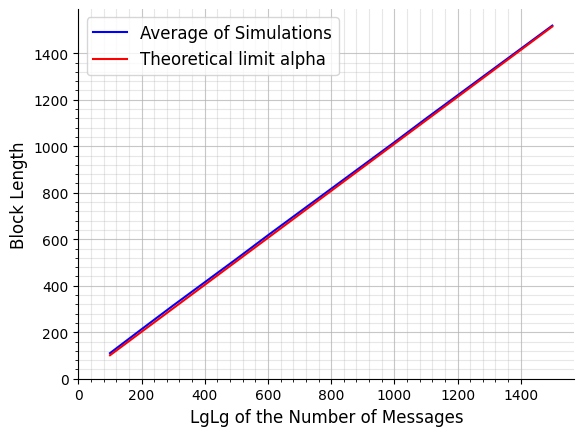 Average of Simulations
Theoretical limit alpha
Block Length
1400
1200
1000
800
600
400
200
0
0 200 400 600 800 1000 1200 1400
LgLg of the Number of Messages